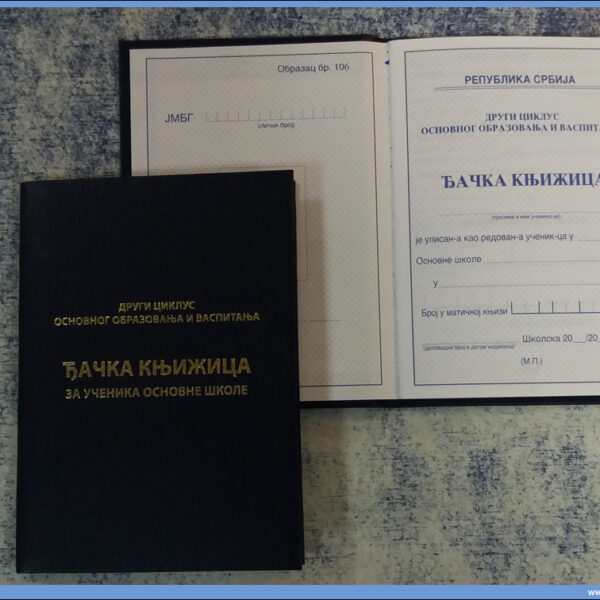 Образац бр. 106
ЈМБГ
(лични број)
РЕПУБЛИКА СРБИЈА
ДРУГИ ЦИКЛУС
ОСНОВНОГ ОБРАЗОВАЊА И ВАСПИТА
ЂАЧКА КЊИЖИЦА
(презиме и име ученика-це)
је уписан-а као редован-а ученик-ца у
Основне школе
у
Број у матичној књизи
Школска 20__/20
(деловодни број и датум издавања)
(М.П.)
ДРУГИ ЦИКЛУС
ОСНОВНОГ ОБРАЗОВАЊА И ВАСПИТАЊА
ЂАЧКА КЊИЖИЦА
ЗА УЧЕНИКА ОСНОВНЕ ШКОЛЕ